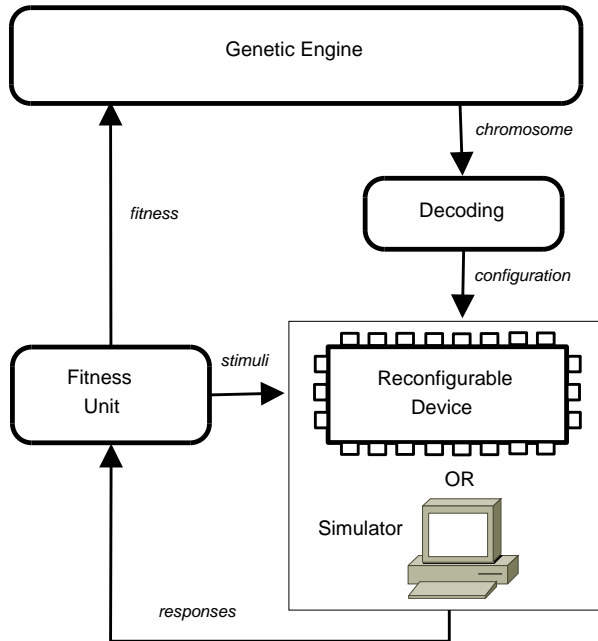 Genetic Engine
chromosome
Decoding
fitness
configuration
Fitness
Unit
stimuli
Reconfigurable
Device
OR
Simulator
responses